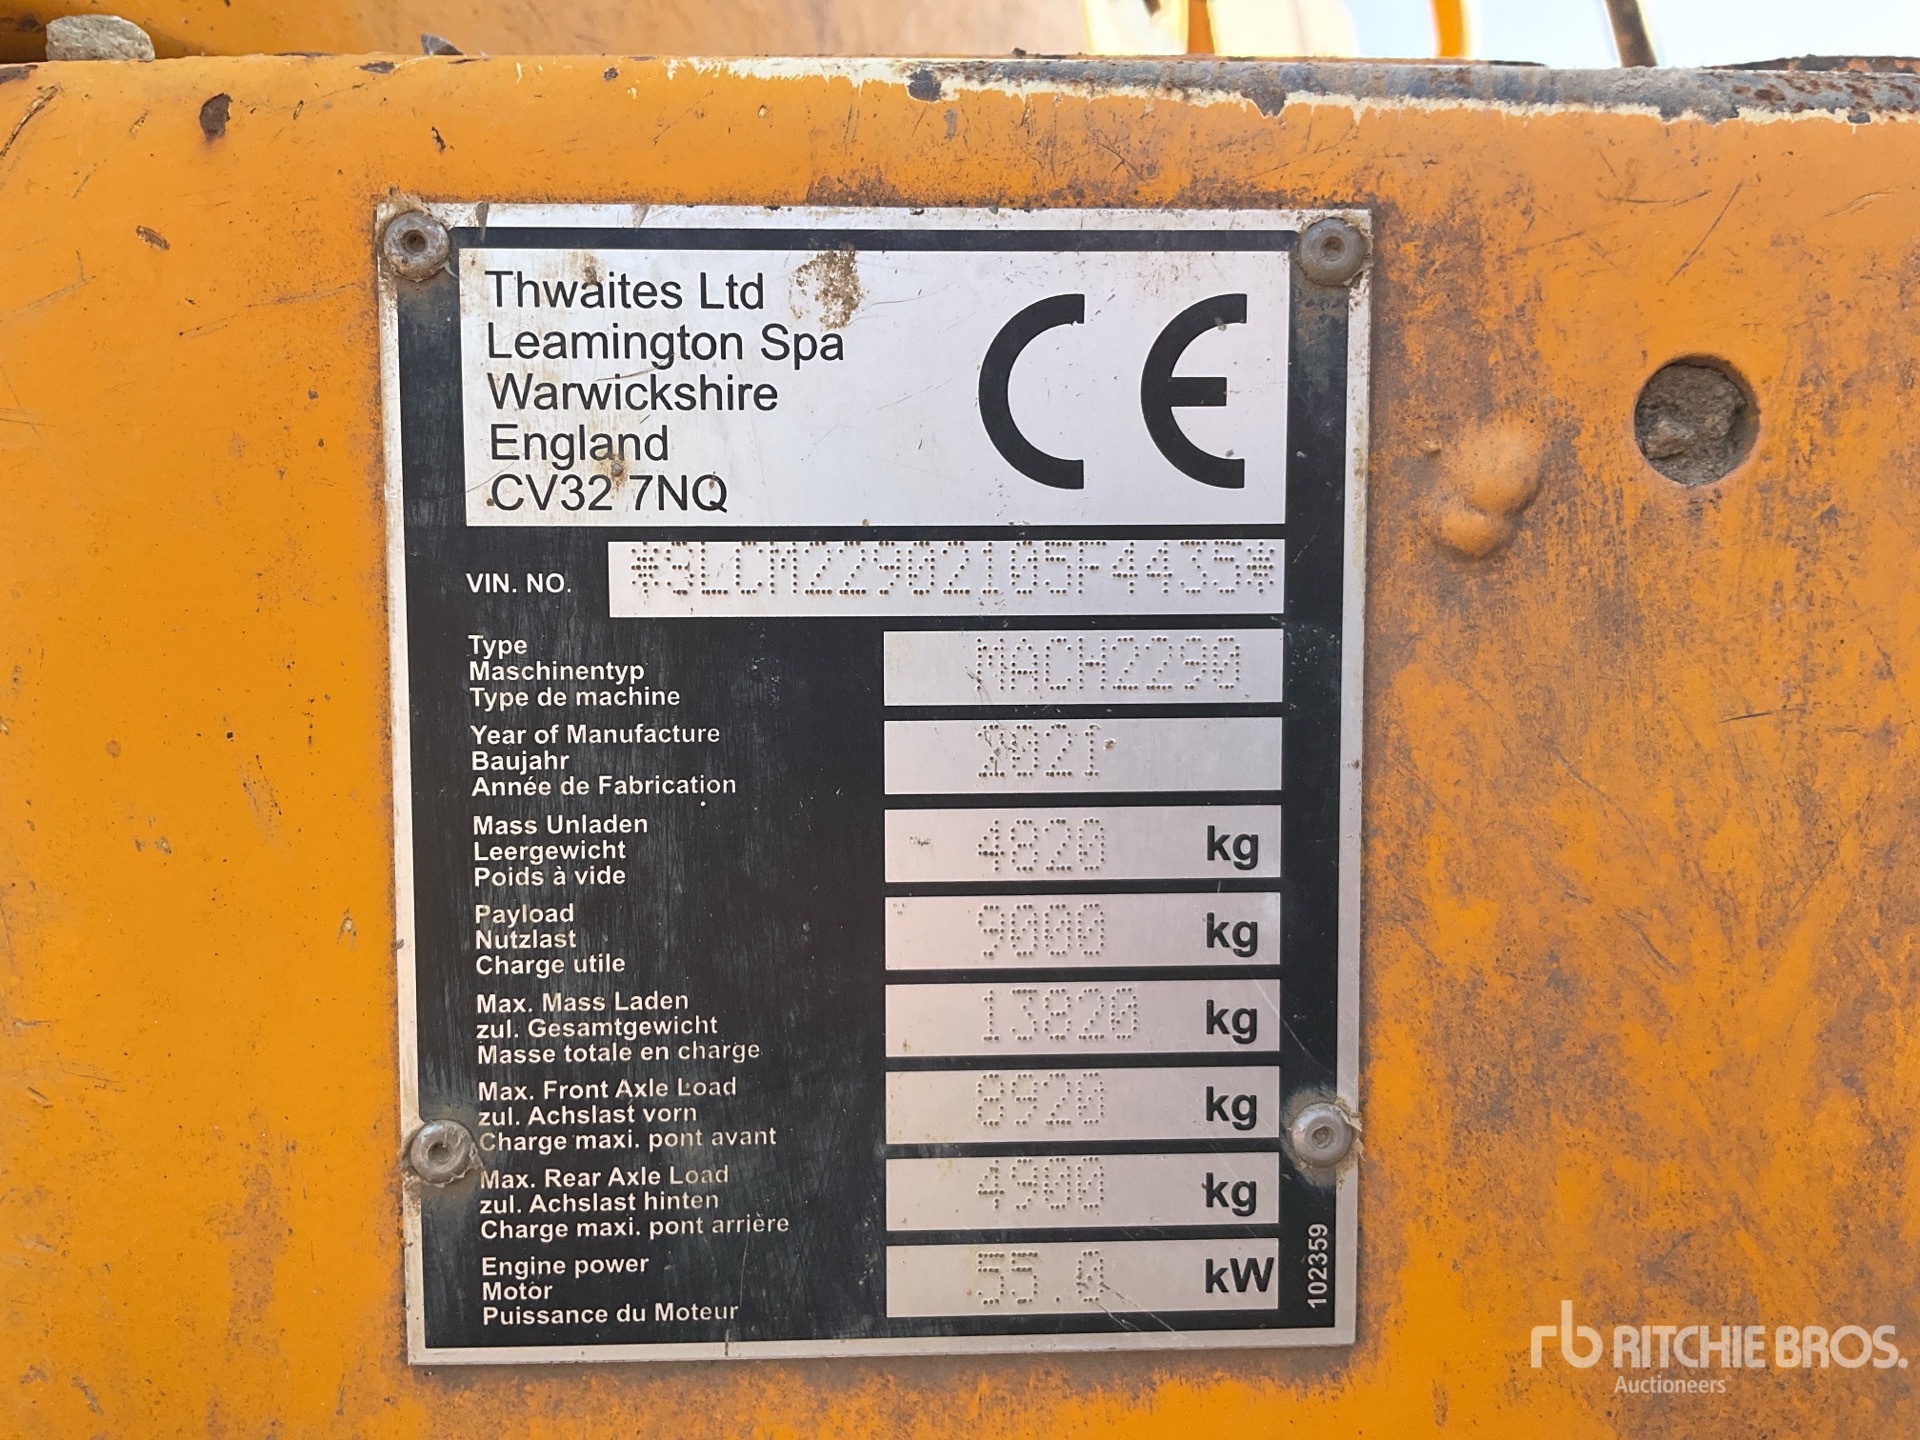 Thwaites Ltd
Leamington Spa
Warwickshire
England
CV32 7NQ
CE
VIN. NO. *SLCM22902105F4435*
Type
Maschinentyp
Type de machine
MACH2290
Year of Manufacture
Baujahr
Année de Fabrication
2021
Mass Unladen
Leergewicht
Poids à vide
4820 kg
Payload
Nutzlast
Charge utile
9000 kg
Max. Mass Laden
zul. Gesamtgewicht
Masse totale en charge
13820 kg
Max. Front Axle Load
zul. Achslast vorn
Charge maxi. pont avant
8920 kg
Max. Rear Axle Load
zul. Achslast hinten
Charge maxi. pont arrière
4900 kg
Engine power
Motor
Puissance du Moteur
55.0 kW
102359
rb RITCHIE BROS.
Auctioneers